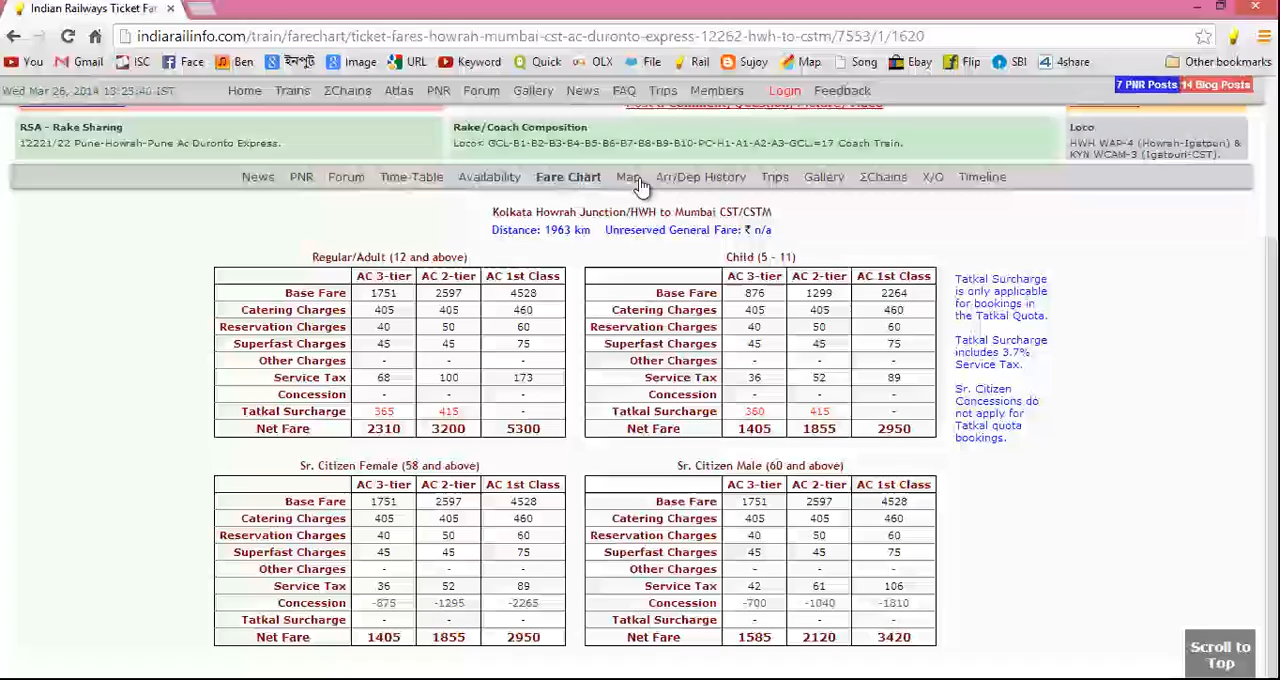 Indian Railways Ticket Far
indiarailinfo.com/train/farechart/ticket-fares-howrah-mumbai-cst-ac-duronto-express-12262-hwh-to-cstm/7553/1/1620
You Gmail ISC Face Ben ইনপুট Image URL Keyword Quick OLX File Rail Sujoy Map Song Ebay Flip SBI 4share Other bookmarks
Wed Mar 26, 2014 13:25:40 IST Home Trains ΣChains Atlas PNR Forum Gallery News FAQ Trips Members Login Feedback 7 PNR Posts 14 Blog Posts
Post a Comment, Question, Picture/Video
RSA - Rake Sharing
12221/22 Pune-Howrah-Pune Ac Duronto Express.
Rake/Coach Composition
Loco< GCL-B1-B2-B3-B4-B5-B6-B7-B8-B9-B10-PC-H1-A1-A2-A3-GCL.=17 Coach Train.
Loco
HWH WAP-4 (Howrah-Igatpuri) &
KYN WCAM-3 (Igatpuri-CST).
News PNR Forum Time-Table Availability Fare Chart Map Arr/Dep History Trips Gallery ΣChains X/O Timeline
Kolkata Howrah Junction/HWH to Mumbai CST/CSTM
Distance: 1963 km Unreserved General Fare: ₹ n/a
Regular/Adult (12 and above)
AC 3-tier AC 2-tier AC 1st Class
Base Fare 1751 2597 4528
Catering Charges 405 405 460
Reservation Charges 40 50 60
Superfast Charges 45 45 75
Other Charges - - -
Service Tax 68 100 173
Concession - - -
Tatkal Surcharge 365 415 -
Net Fare 2310 3200 5300
Child (5 - 11)
AC 3-tier AC 2-tier AC 1st Class
Base Fare 876 1299 2264
Catering Charges 405 405 460
Reservation Charges 40 50 60
Superfast Charges 45 45 75
Other Charges - - -
Service Tax 36 52 89
Concession - - -
Tatkal Surcharge 360 415 -
Net Fare 1405 1855 2950
Tatkal Surcharge
is only applicable
for bookings in
the Tatkal Quota.
Tatkal Surcharge
includes 3.7%
Service Tax.
Sr. Citizen
Concessions do
not apply for
Tatkal quota
bookings.
Sr. Citizen Female (58 and above)
AC 3-tier AC 2-tier AC 1st Class
Base Fare 1751 2597 4528
Catering Charges 405 405 460
Reservation Charges 40 50 60
Superfast Charges 45 45 75
Other Charges - - -
Service Tax 36 52 89
Concession -875 -1295 -2265
Tatkal Surcharge - - -
Net Fare 1405 1855 2950
Sr. Citizen Male (60 and above)
AC 3-tier AC 2-tier AC 1st Class
Base Fare 1751 2597 4528
Catering Charges 405 405 460
Reservation Charges 40 50 60
Superfast Charges 45 45 75
Other Charges - - -
Service Tax 42 61 106
Concession -700 -1040 -1810
Tatkal Surcharge - - -
Net Fare 1585 2120 3420
Scroll to
Top